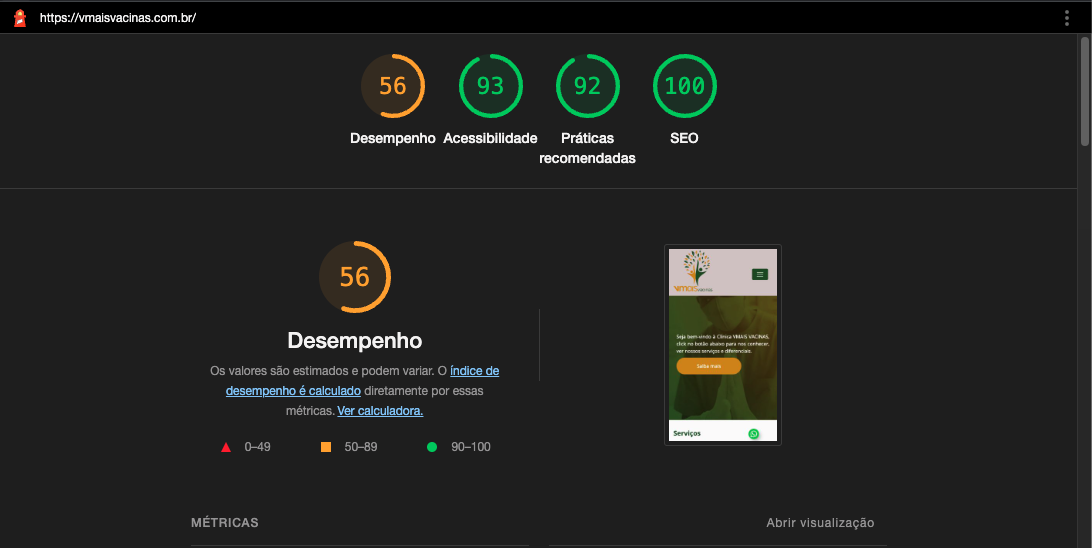 https://vmaisvacinas.com.br/
56
93
92
100
Desempenho
Acessibilidade
Práticas
recomendadas
SEO
56
Desempenho
Os valores são estimados e podem variar. O índice de
desempenho é calculado diretamente por essas
métricas. Ver calculadora.
0–49
50–89
90–100
VMAIS VACINAS
Seja bem-vindo à Clínica VMAIS VACINAS,
click no botão abaixo para nos conhecer,
ver nossos serviços e diferenciais.
Saiba mais
Serviços
MÉTRICAS
Abrir visualização